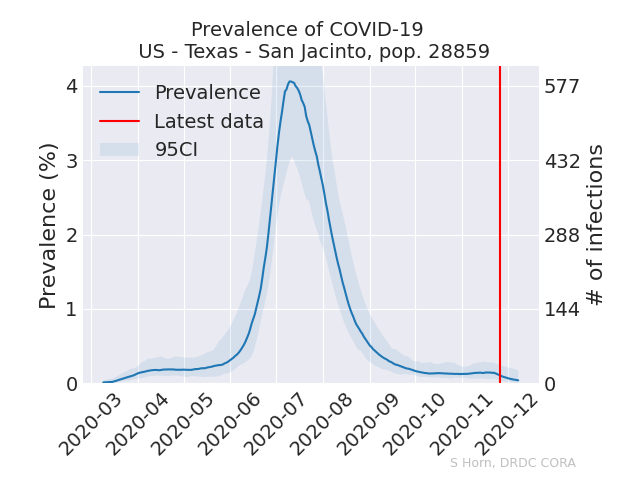 Prevalence of COVID-19
US - Texas - San Jacinto, pop. 28859
Prevalence
Latest data
95CI
Prevalence (%)
4
3
2
1
0
577
432
288
144
0
# of infections
2020-03
2020-04
2020-05
2020-06
2020-07
2020-08
2020-09
2020-10
2020-11
2020-12
S Horn, DRDC CORA